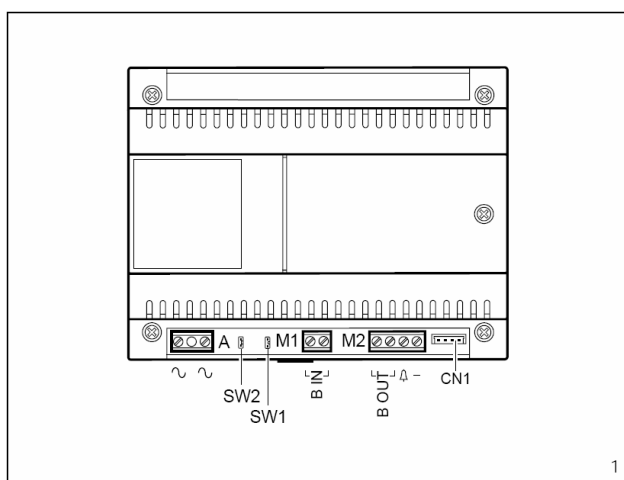 A M1 M2
∿ ∿
SW2
SW1
B IN
B OUT
–
CN1
1